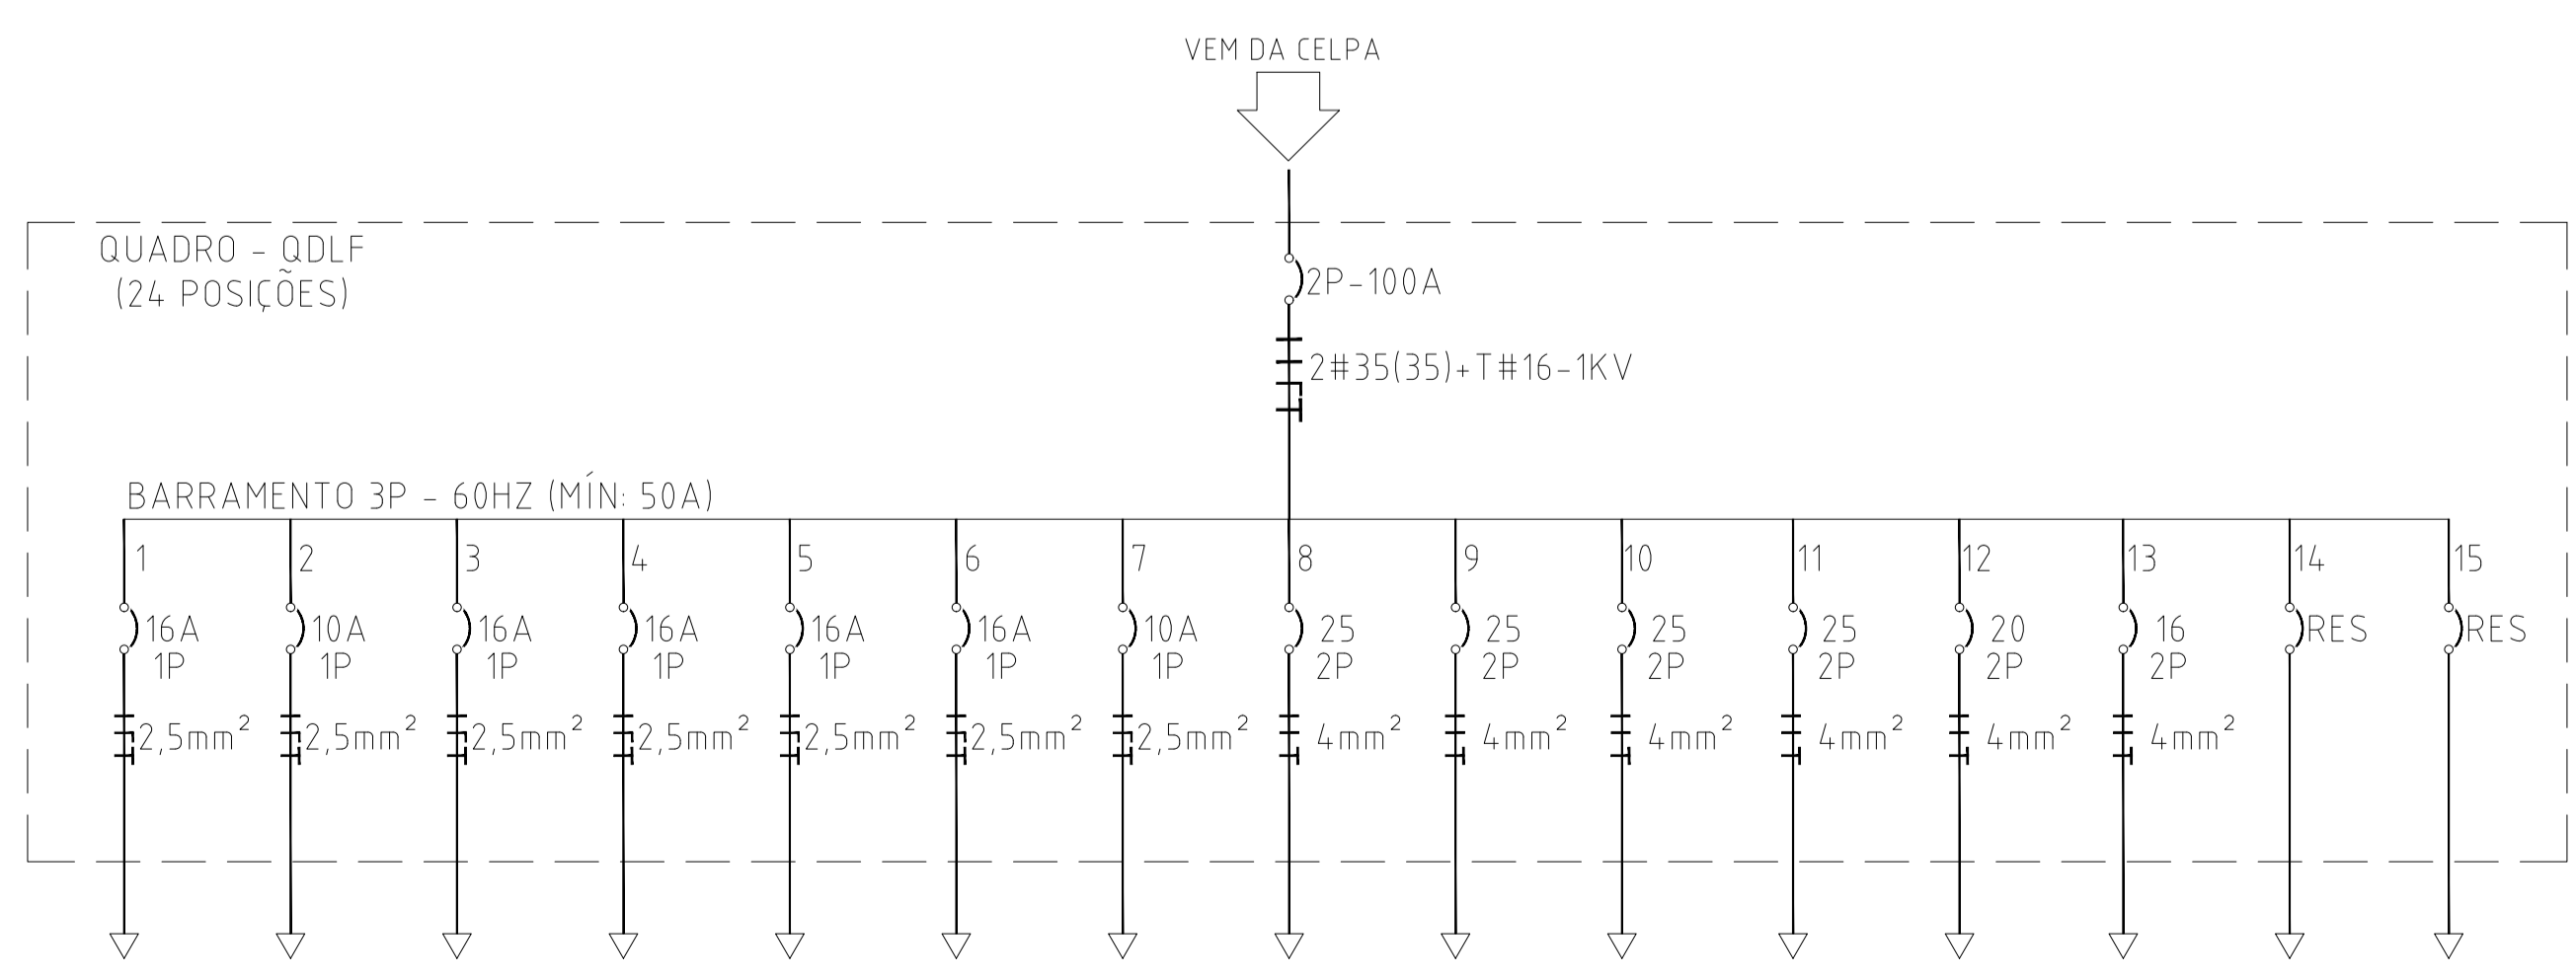 VEM DA CELPA
QUADRO - QDLF
(24 POSIÇÕES)
2P-100A
2#35(35)+T#16-1KV
BARRAMENTO 3P - 60HZ (MÍN: 50A)
1 2 3 4 5 6 7 8 9 10 11 12 13 14 15
16A 10A 16A 16A 16A 16A 10A 25 25 25 25 20 16 RES RES
1P 1P 1P 1P 1P 1P 1P 2P 2P 2P 2P 2P 2P
2,5mm² 2,5mm² 2,5mm² 2,5mm² 2,5mm² 2,5mm² 2,5mm² 4mm² 4mm² 4mm² 4mm² 4mm² 4mm²